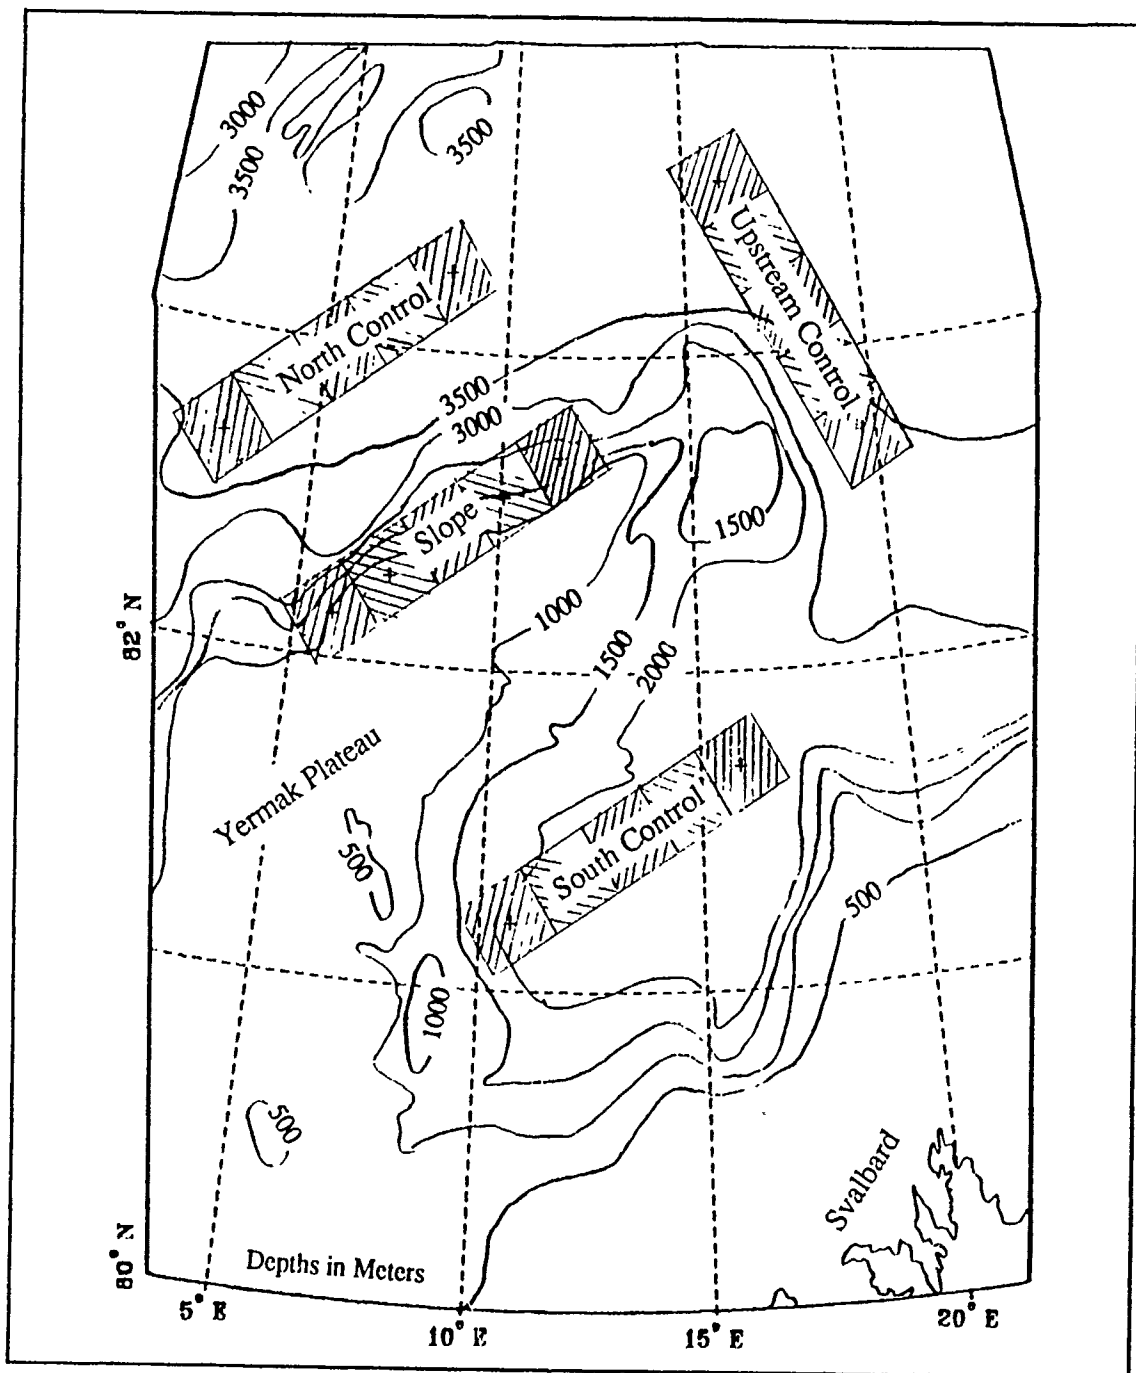 3000
3500
3500
Upstream Control
North Control
3500
3000
Slope
1500
82° N
1000
1500
2000
Yermak Plateau
500
South Control
500
1000
500
Svalbard
80° N
Depths in Meters
5° E
10° E
15° E
20° E